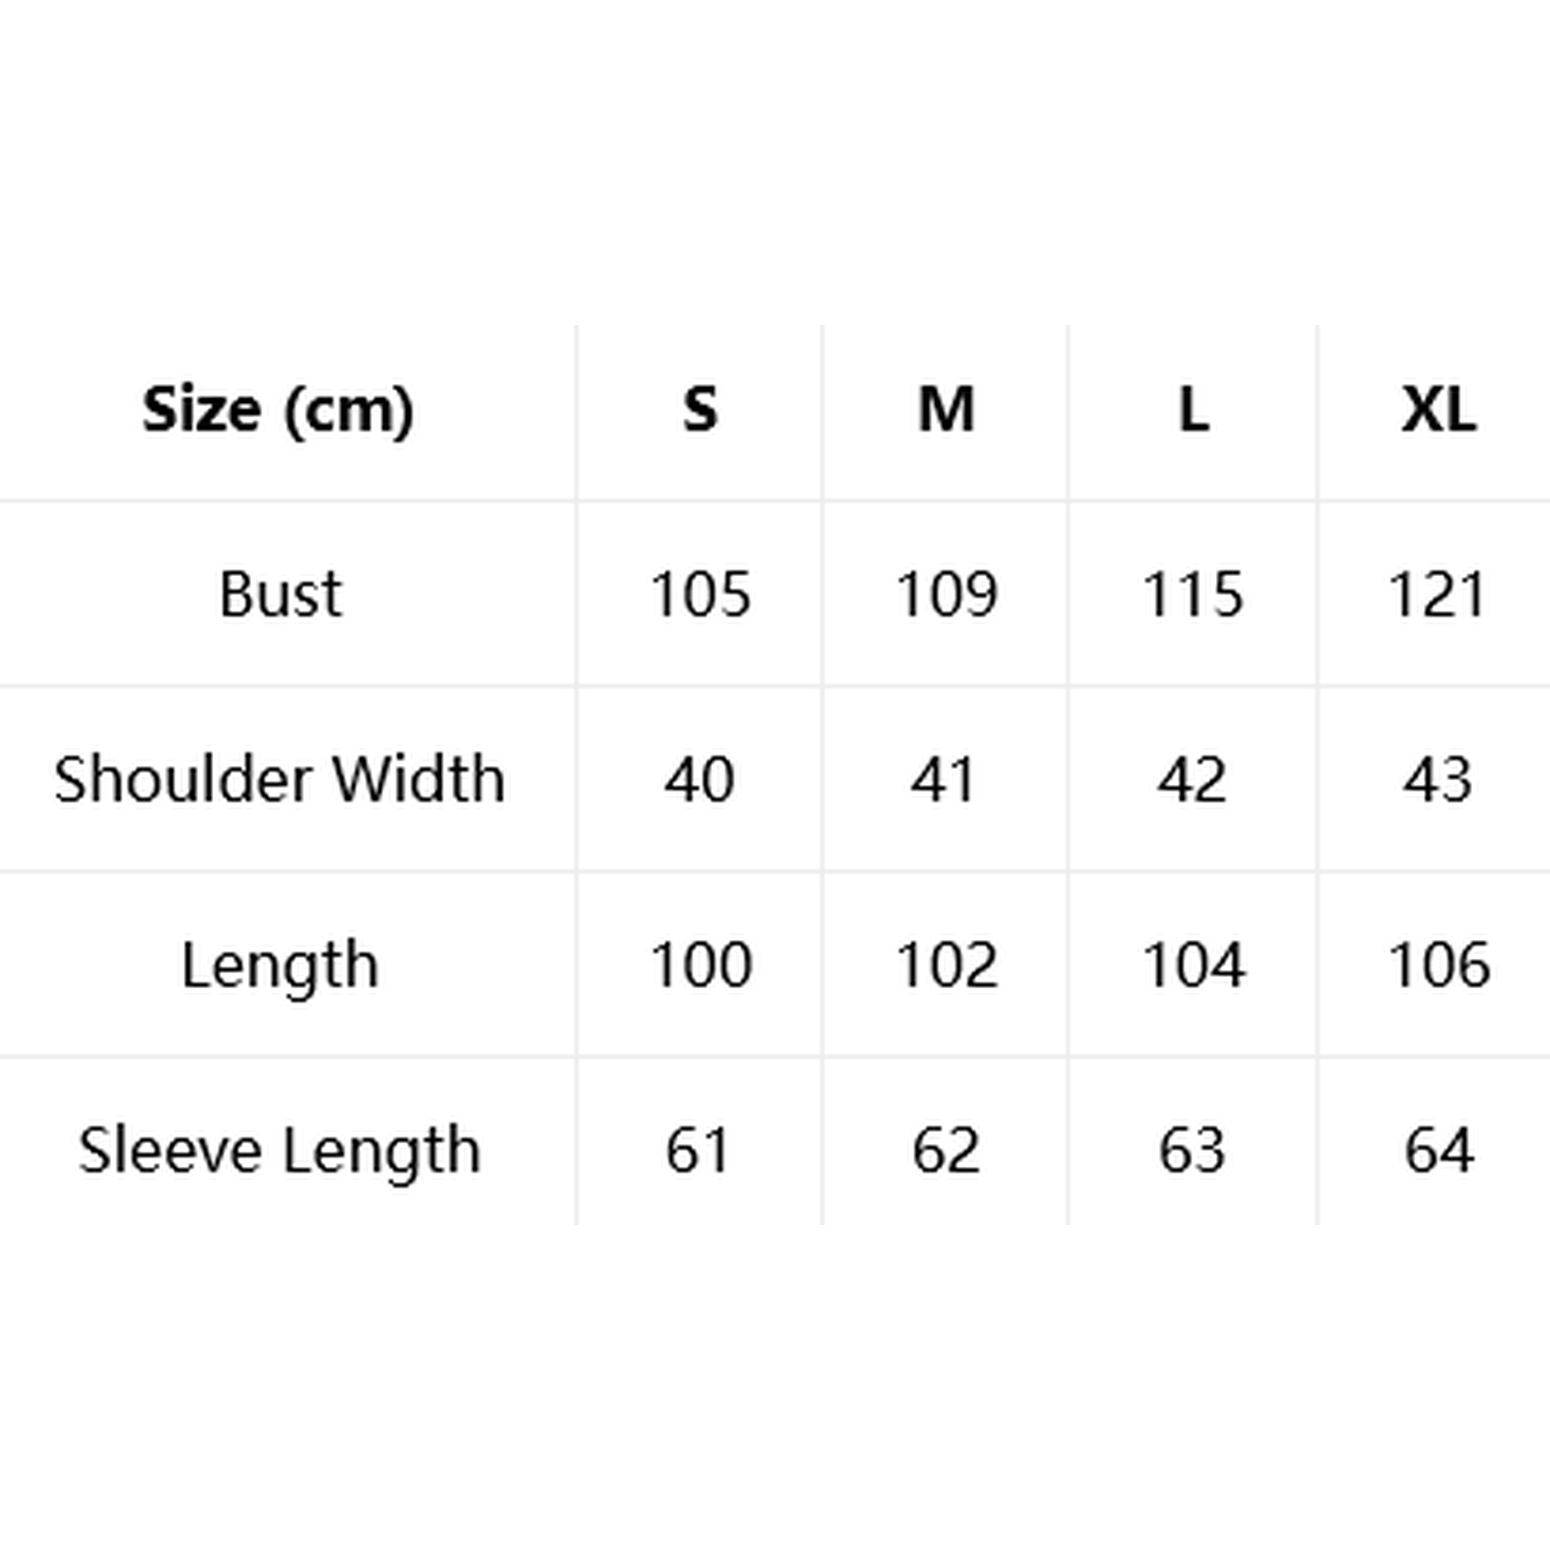 Size (cm) S M L XL
Bust 105 109 115 121
Shoulder Width 40 41 42 43
Length 100 102 104 106
Sleeve Length 61 62 63 64